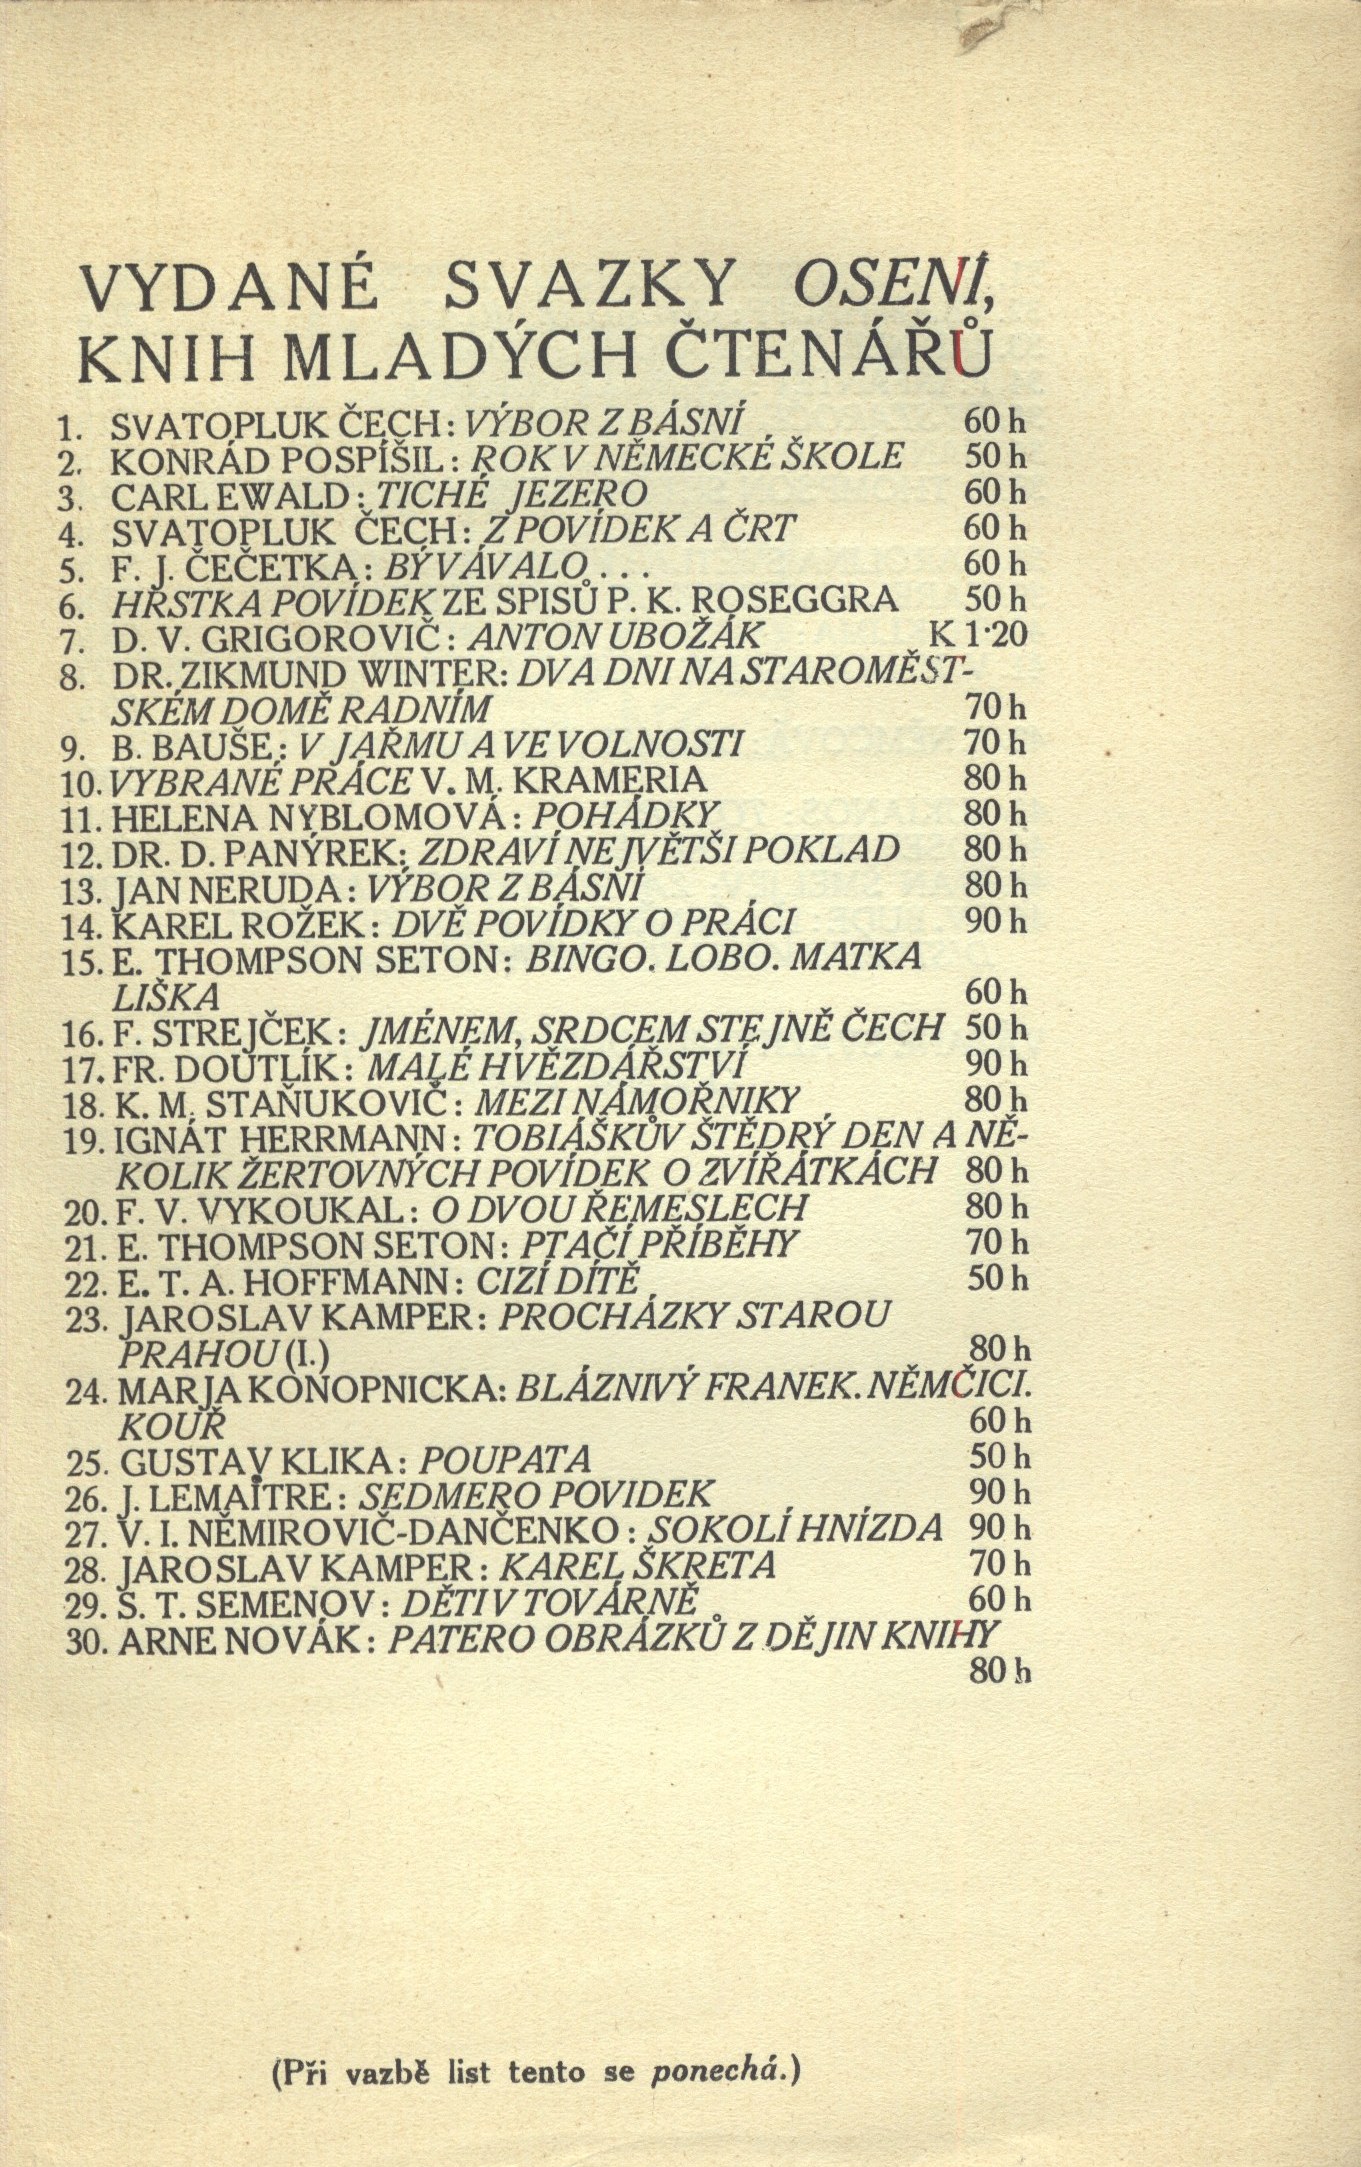 VYDANÉ SVAZKY OSENÍ,
KNIH MLADÝCH ČTENÁŘŮ
1. SVATOPLUK ČECH: VÝBOR Z BÁSNÍ 60 h
2. KONRÁD POSPÍŠIL: ROK V NĚMECKÉ ŠKOLE 50 h
3. CARL EWALD: TICHÉ JEZERO 60 h
4. SVATOPLUK ČECH: Z POVÍDEK A ČRT 60 h
5. F. J. ČEČETKA: BÝVÁVALO... 60 h
6. HRSTKA POVÍDEK ZE SPISŮ P. K. ROSEGGRA 50 h
7. D. V. GRIGOROVIČ: ANTON UBOŽÁK K 1·20
8. DR. ZIKMUND WINTER: DVA DNI NA STAROMĚST-
SKÉM DOMĚ RADNÍM 70 h
9. B. BAUŠE: V JAŘMU A VE VOLNOSTI 70 h
10. VYBRANÉ PRÁCE V. M. KRAMERIA 80 h
11. HELENA NYBLOMOVÁ: POHÁDKY 80 h
12. DR. D. PANÝREK: ZDRAVÍ NEJVĚTŠI POKLAD 80 h
13. JAN NERUDA: VÝBOR Z BÁSNÍ 80 h
14. KAREL ROŽEK: DVĚ POVÍDKY O PRÁCI 90 h
15. E. THOMPSON SETON: BINGO. LOBO. MATKA
LIŠKA 60 h
16. F. STREJČEK: JMÉNEM, SRDCEM STEJNĚ ČECH 50 h
17. FR. DOUTLÍK: MALÉ HVĚZDÁŘSTVÍ 90 h
18. K. M. STAŇUKOVIČ: MEZI NÁMOŘNIKY 80 h
19. IGNÁT HERRMANN: TOBIÁŠKŮV ŠTĚDRÝ DEN A NĚ-
KOLIK ŽERTOVNÝCH POVÍDEK O ZVÍŘÁTKÁCH 80 h
20. F. V. VYKOUKAL: O DVOU ŘEMESLECH 80 h
21. E. THOMPSON SETON: PTAČÍ PŘÍBĚHY 70 h
22. E. T. A. HOFFMANN: CIZÍ DÍTĚ 50 h
23. JAROSLAV KAMPER: PROCHÁZKY STAROU
PRAHOU (I.) 80 h
24. MARJA KONOPNICKA: BLÁZNIVÝ FRANEK. NĚMČICI.
KOUŘ 60 h
25. GUSTAV KLIKA: POUPATA 50 h
26. J. LEMAÎTRE: SEDMERO POVIDEK 90 h
27. V. I. NĚMIROVIČ-DANČENKO: SOKOLÍ HNÍZDA 90 h
28. JAROSLAV KAMPER: KAREL ŠKRETA 70 h
29. S. T. SEMENOV: DĚTI V TOVÁRNĚ 60 h
30. ARNE NOVÁK: PATERO OBRÁZKŮ Z DĚJIN KNIHY
80 h
(Při vazbě list tento se ponechá.)